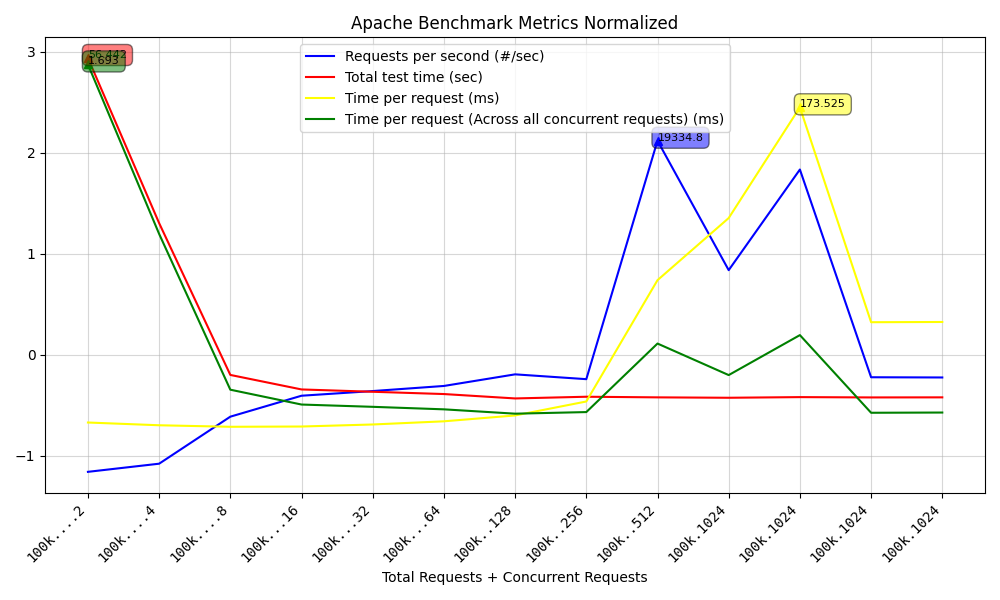 Apache Benchmark Metrics Normalized
3
2
1
0
−1
56.442
1.693
19334.8
173.525
Requests per second (#/sec)
Total test time (sec)
Time per request (ms)
Time per request (Across all concurrent requests) (ms)
100k....2
100k....4
100k....8
100k...16
100k...32
100k...64
100k..128
100k..256
100k..512
100k.1024
100k.1024
100k.1024
100k.1024
Total Requests + Concurrent Requests